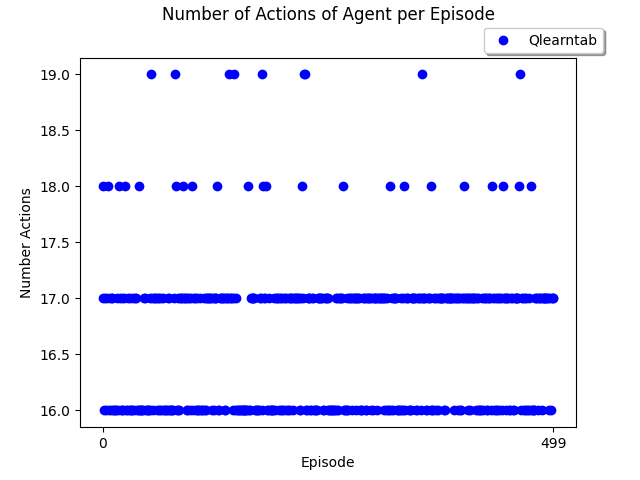 Number of Actions of Agent per Episode
Qlearntab
19.0
18.5
18.0
17.5
17.0
16.5
16.0
Number Actions
0
499
Episode